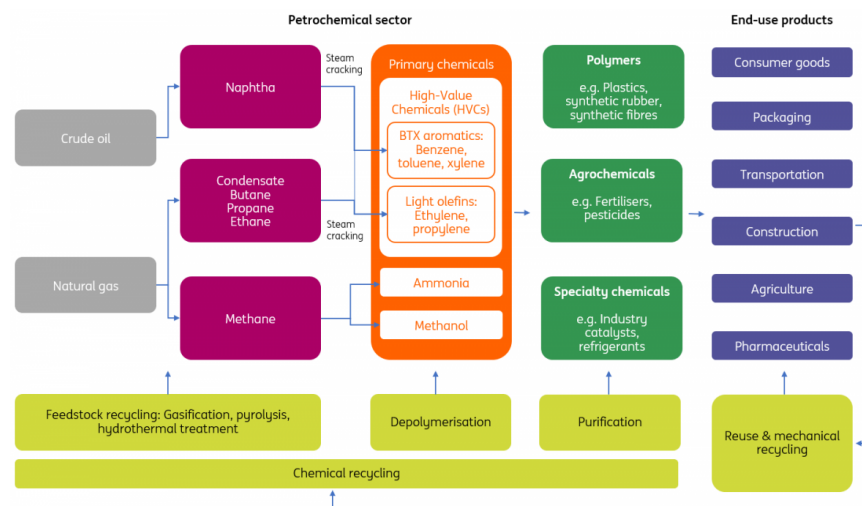 Petrochemical sector
End-use products
Crude oil
Natural gas
Naphtha
Condensate
Butane
Propane
Ethane
Methane
Steam
cracking
Steam
cracking
Primary chemicals
High-Value
Chemicals (HVCs)
BTX aromatics:
Benzene,
toluene, xylene
Light olefins:
Ethylene,
propylene
Ammonia
Methanol
Polymers
e.g. Plastics,
synthetic rubber,
synthetic fibres
Agrochemicals
e.g. Fertilisers,
pesticides
Specialty chemicals
e.g. Industry
catalysts,
refrigerants
Consumer goods
Packaging
Transportation
Construction
Agriculture
Pharmaceuticals
Feedstock recycling: Gasification, pyrolysis,
hydrothermal treatment
Depolymerisation
Purification
Reuse & mechanical
recycling
Chemical recycling